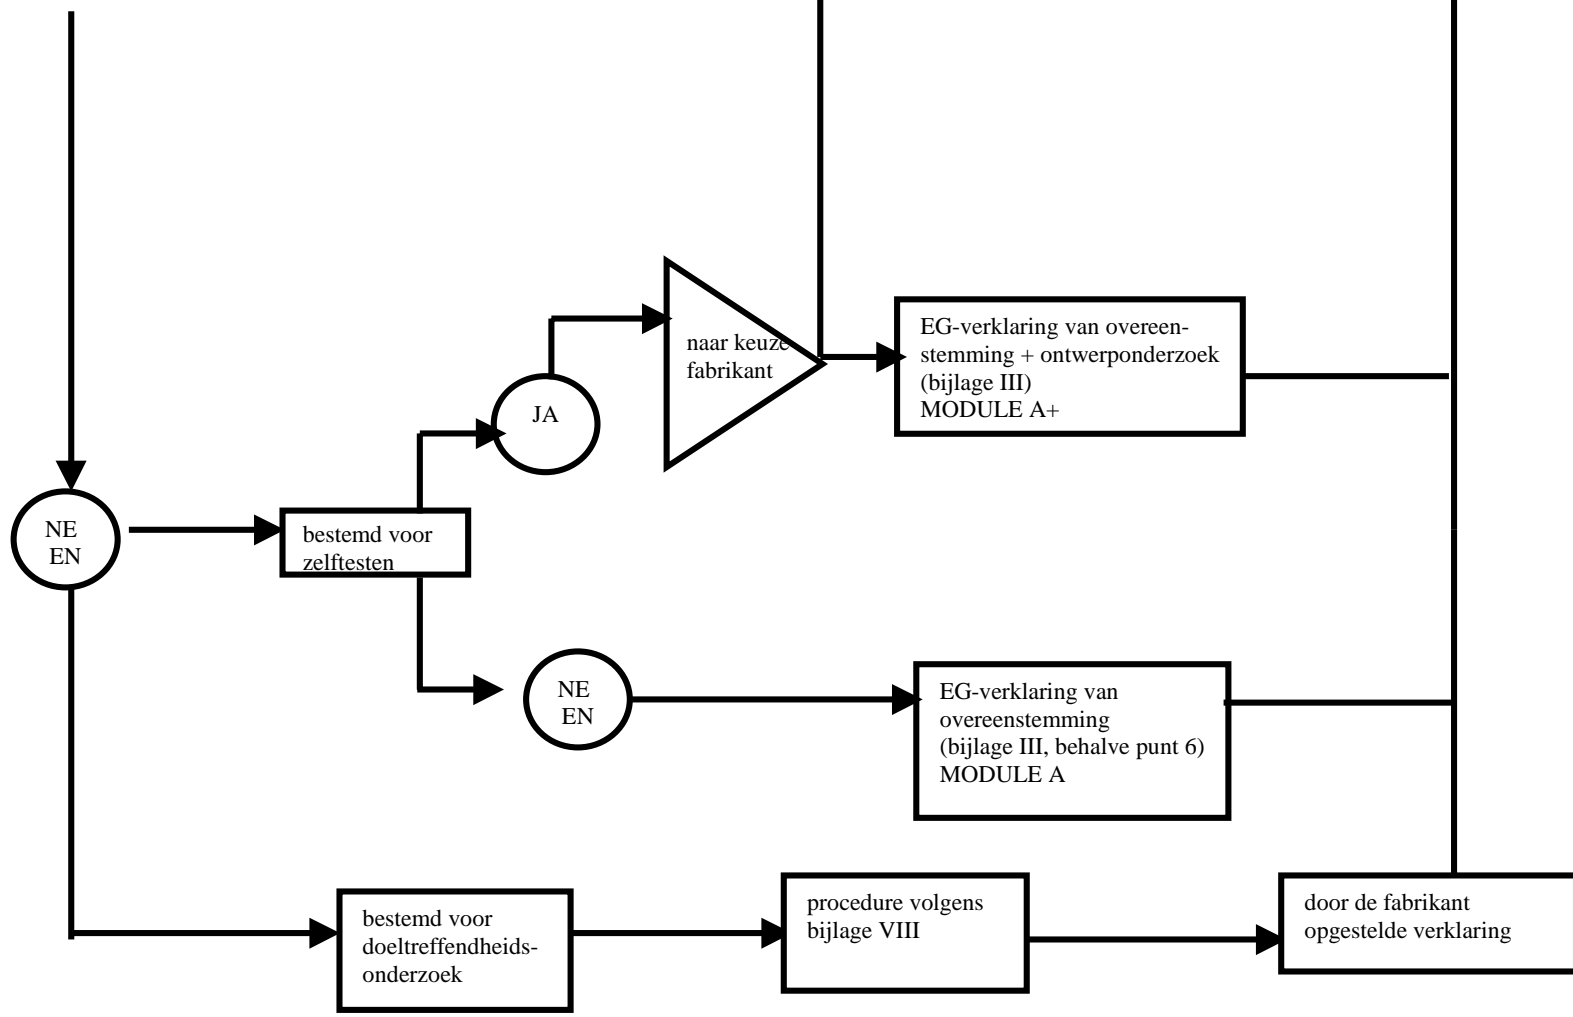 naar keuze
fabrikant
EG-verklaring van overeen-
stemming + ontwerponderzoek
(bijlage III)
MODULE A+
JA
NE
EN
bestemd voor
zelftesten
NE
EN
EG-verklaring van
overeenstemming
(bijlage III, behalve punt 6)
MODULE A
bestemd voor
doeltreffendheids-
onderzoek
procedure volgens
bijlage VIII
door de fabrikant
opgestelde verklaring